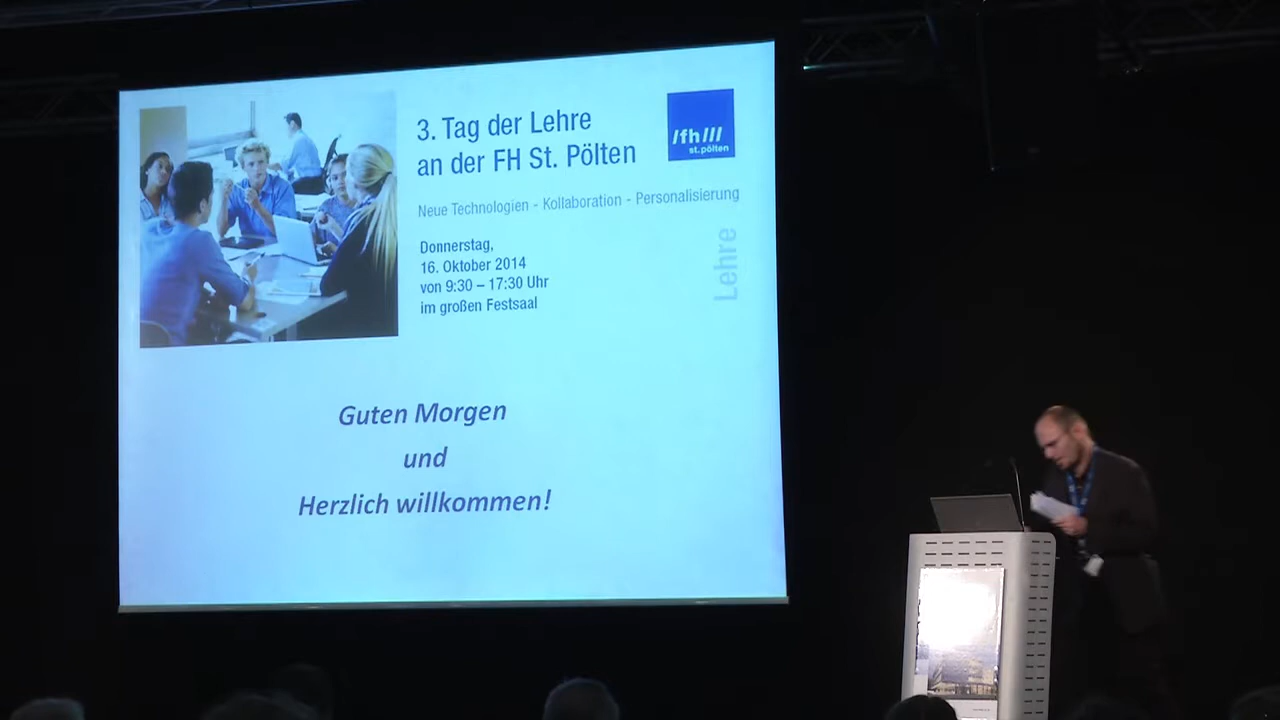 3. Tag der Lehre
an der FH St. Pölten
/fh///
st.pölten
Neue Technologien - Kollaboration - Personalisierung
Donnerstag,
16. Oktober 2014
von 9:30 – 17:30 Uhr
im großen Festsaal
Lehre
Guten Morgen
und
Herzlich willkommen!